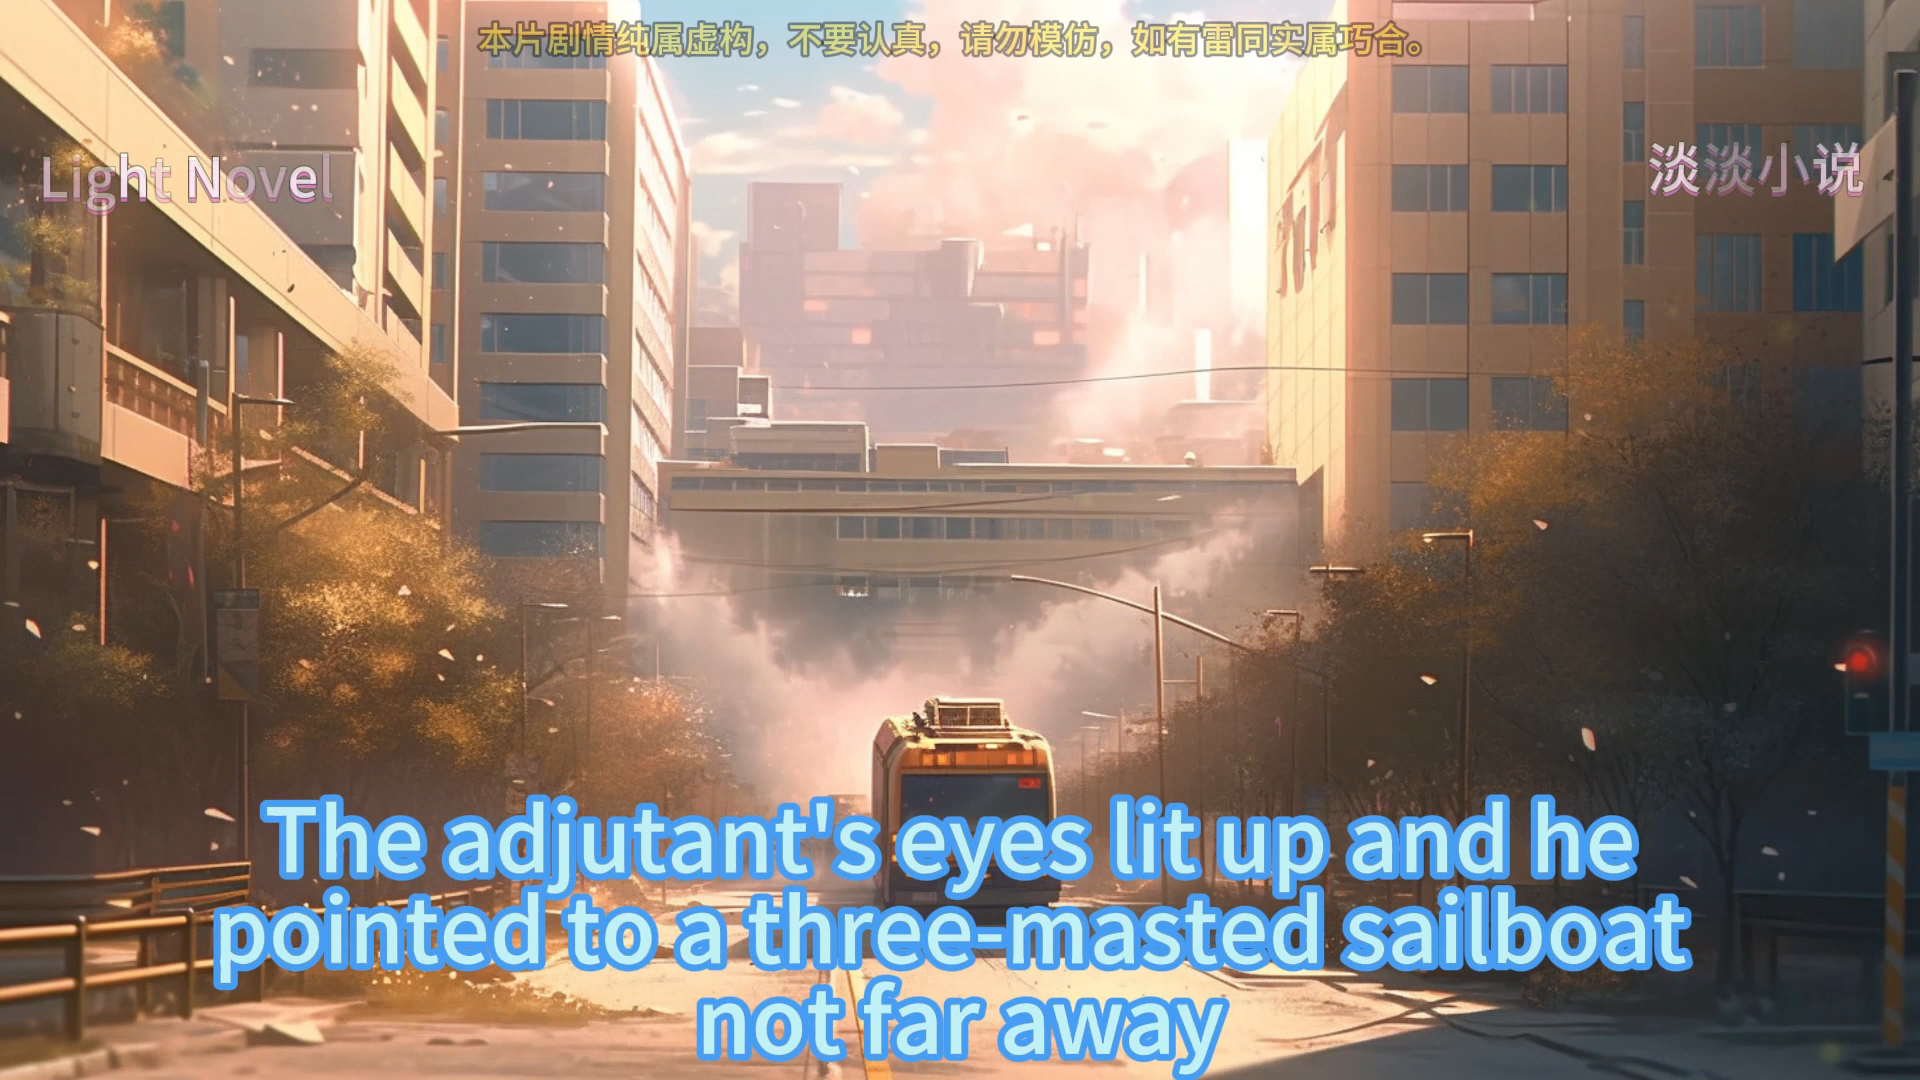 本片剧情纯属虚构，不要认真，请勿模仿，如有雷同实属巧合。
Light Novel
淡淡小说
The adjutant's eyes lit up and he
pointed to a three-masted sailboat
not far away